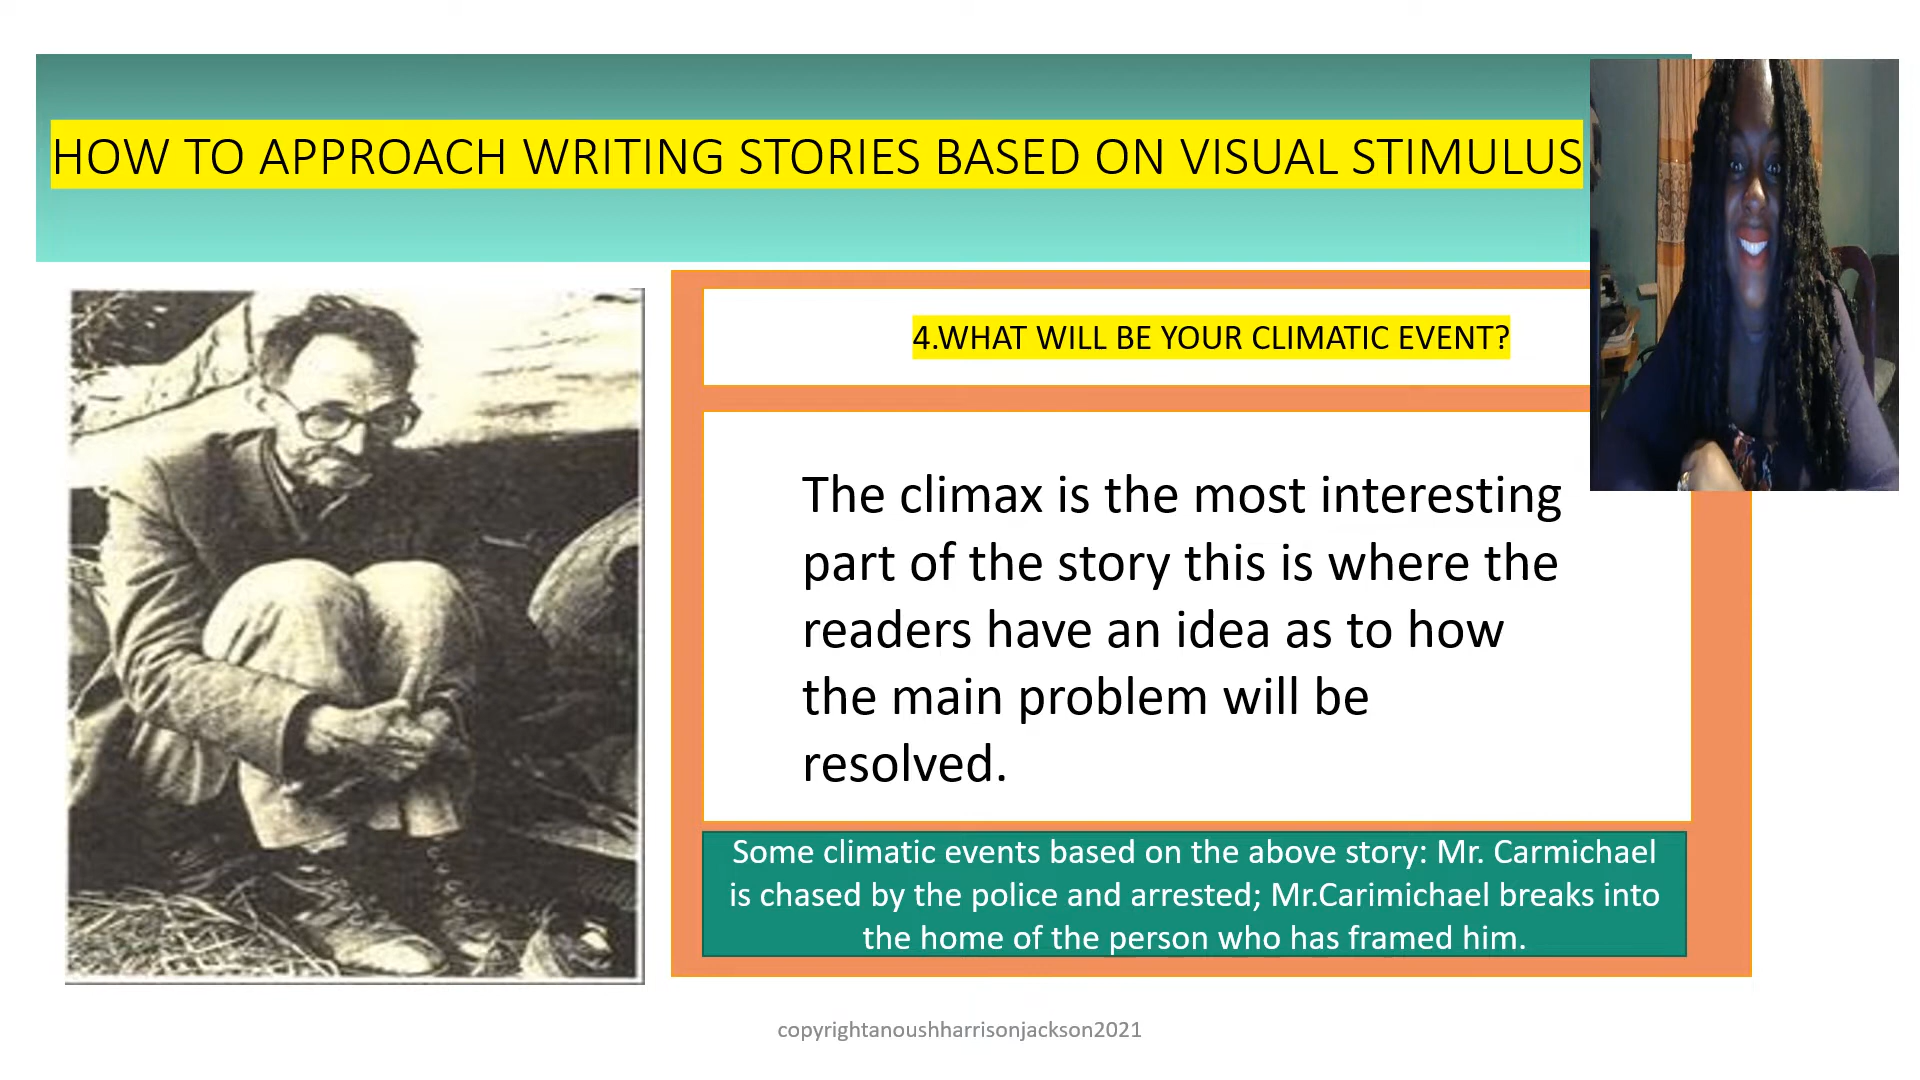 HOW TO APPROACH WRITING STORIES BASED ON VISUAL STIMULUS
4.WHAT WILL BE YOUR CLIMATIC EVENT?
The climax is the most interesting
part of the story this is where the
readers have an idea as to how
the main problem will be
resolved.
Some climatic events based on the above story: Mr. Carmichael
is chased by the police and arrested; Mr.Carimichael breaks into
the home of the person who has framed him.
copyrightanoushharrisonjackson2021